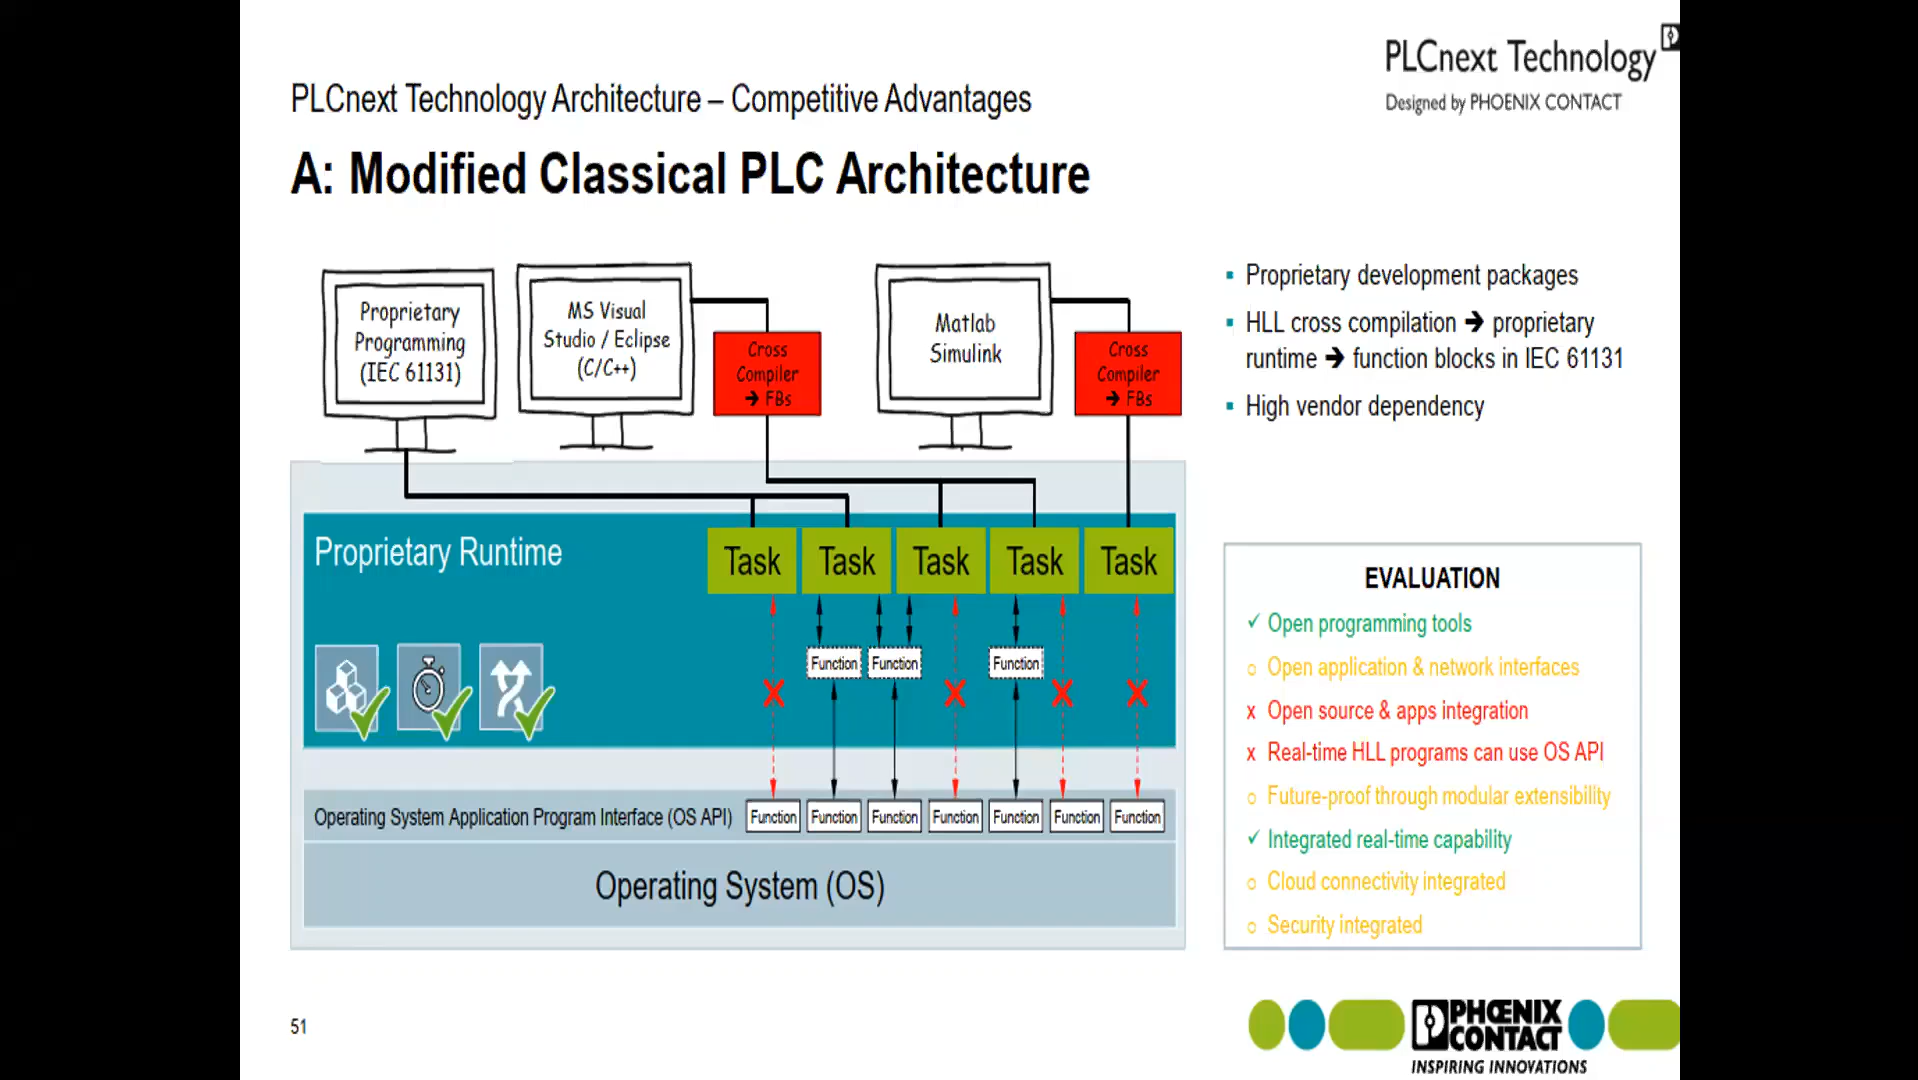 PLCnext Technology
Designed by PHOENIX CONTACT
PLCnext Technology Architecture – Competitive Advantages
A: Modified Classical PLC Architecture
Proprietary
Programming
(IEC 61131)
MS Visual
Studio / Eclipse
(C/C++)
Cross
Compiler
➔ FBs
Matlab
Simulink
Cross
Compiler
➔ FBs
▪ Proprietary development packages
▪ HLL cross compilation ➔ proprietary
runtime ➔ function blocks in IEC 61131
▪ High vendor dependency
Proprietary Runtime
Task Task Task Task Task
Function Function Function
Operating System Application Program Interface (OS API) Function Function Function Function Function Function Function
Operating System (OS)
EVALUATION
✓ Open programming tools
o Open application & network interfaces
x Open source & apps integration
x Real-time HLL programs can use OS API
o Future-proof through modular extensibility
✓ Integrated real-time capability
o Cloud connectivity integrated
o Security integrated
51
PHŒNIX
CONTACT
INSPIRING INNOVATIONS